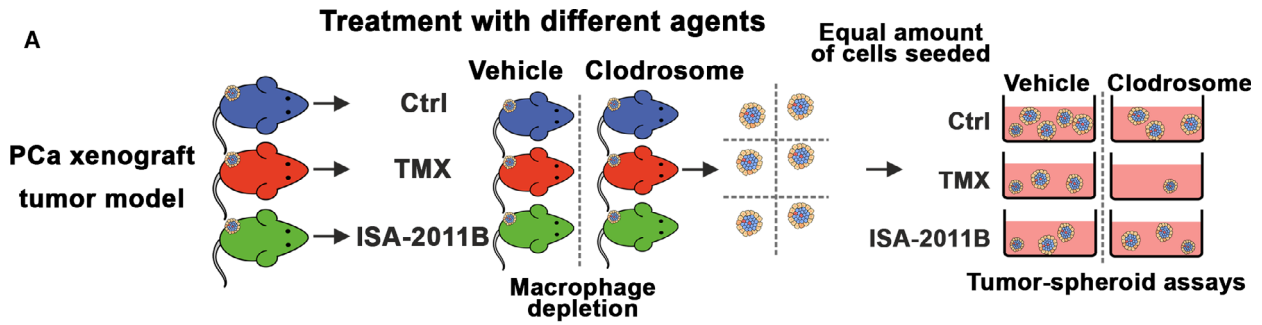 A
Treatment with different agents
Equal amount
of cells seeded
Vehicle Clodrosome
Vehicle Clodrosome
PCa xenograft
tumor model
Ctrl
TMX
ISA-2011B
Ctrl
TMX
ISA-2011B
Macrophage
depletion
Tumor-spheroid assays